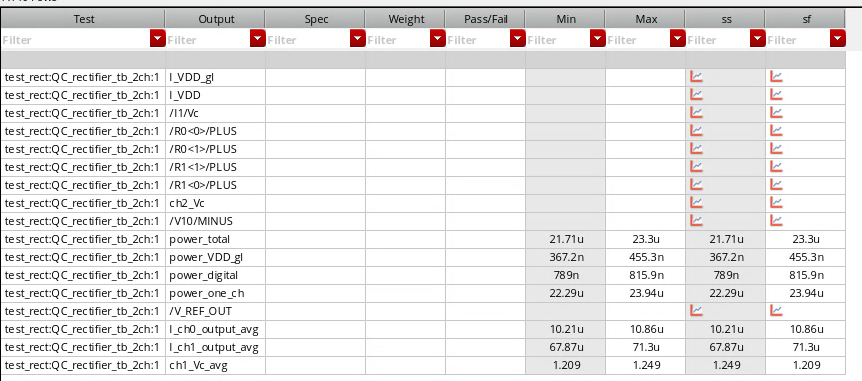 Test Output Spec Weight Pass/Fail Min Max ss sf
Filter Filter Filter Filter Filter Filter Filter Filter Filter
test_rect:QC_rectifier_tb_2ch:1 I_VDD_gl
test_rect:QC_rectifier_tb_2ch:1 I_VDD
test_rect:QC_rectifier_tb_2ch:1 /I1/Vc
test_rect:QC_rectifier_tb_2ch:1 /R0<0>/PLUS
test_rect:QC_rectifier_tb_2ch:1 /R0<1>/PLUS
test_rect:QC_rectifier_tb_2ch:1 /R1<1>/PLUS
test_rect:QC_rectifier_tb_2ch:1 /R1<0>/PLUS
test_rect:QC_rectifier_tb_2ch:1 ch2_Vc
test_rect:QC_rectifier_tb_2ch:1 /V10/MINUS
test_rect:QC_rectifier_tb_2ch:1 power_total 21.71u 23.3u 21.71u 23.3u
test_rect:QC_rectifier_tb_2ch:1 power_VDD_gl 367.2n 455.3n 367.2n 455.3n
test_rect:QC_rectifier_tb_2ch:1 power_digital 789n 815.9n 789n 815.9n
test_rect:QC_rectifier_tb_2ch:1 power_one_ch 22.29u 23.94u 22.29u 23.94u
test_rect:QC_rectifier_tb_2ch:1 /V_REF_OUT
test_rect:QC_rectifier_tb_2ch:1 I_ch0_output_avg 10.21u 10.86u 10.21u 10.86u
test_rect:QC_rectifier_tb_2ch:1 I_ch1_output_avg 67.87u 71.3u 67.87u 71.3u
test_rect:QC_rectifier_tb_2ch:1 ch1_Vc_avg 1.209 1.249 1.249 1.209